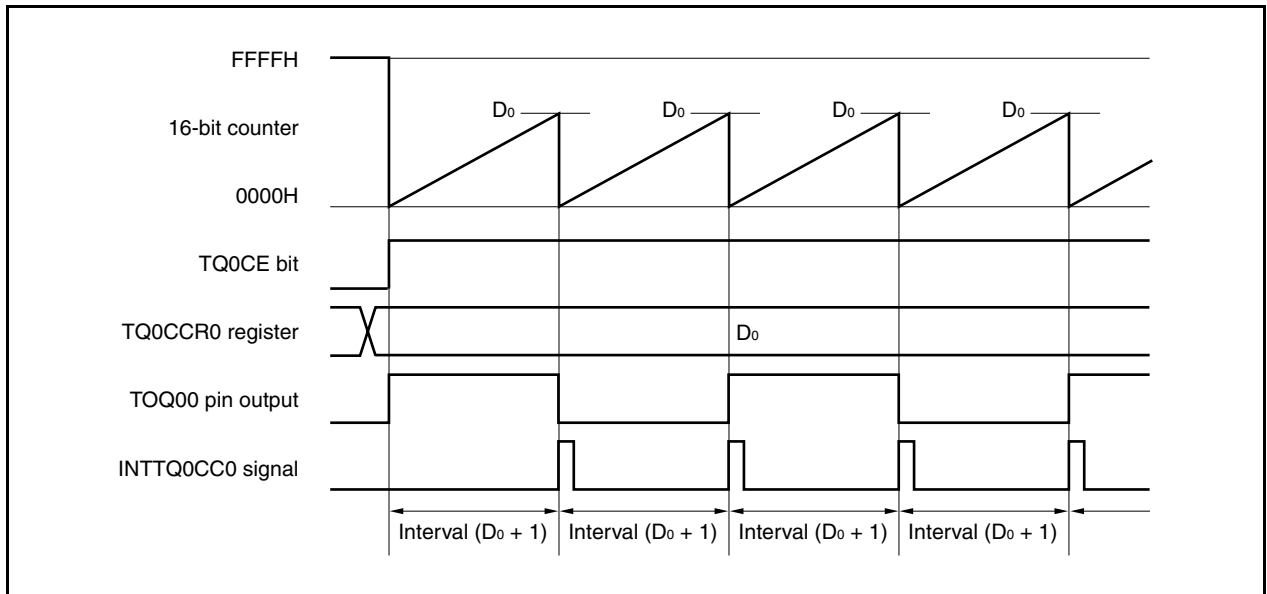 FFFFH
D0 D0 D0 D0
16-bit counter
0000H
TQ0CE bit
TQ0CCR0 register
D0
TOQ00 pin output
INTTQ0CC0 signal
Interval (D0 + 1) Interval (D0 + 1) Interval (D0 + 1) Interval (D0 + 1)